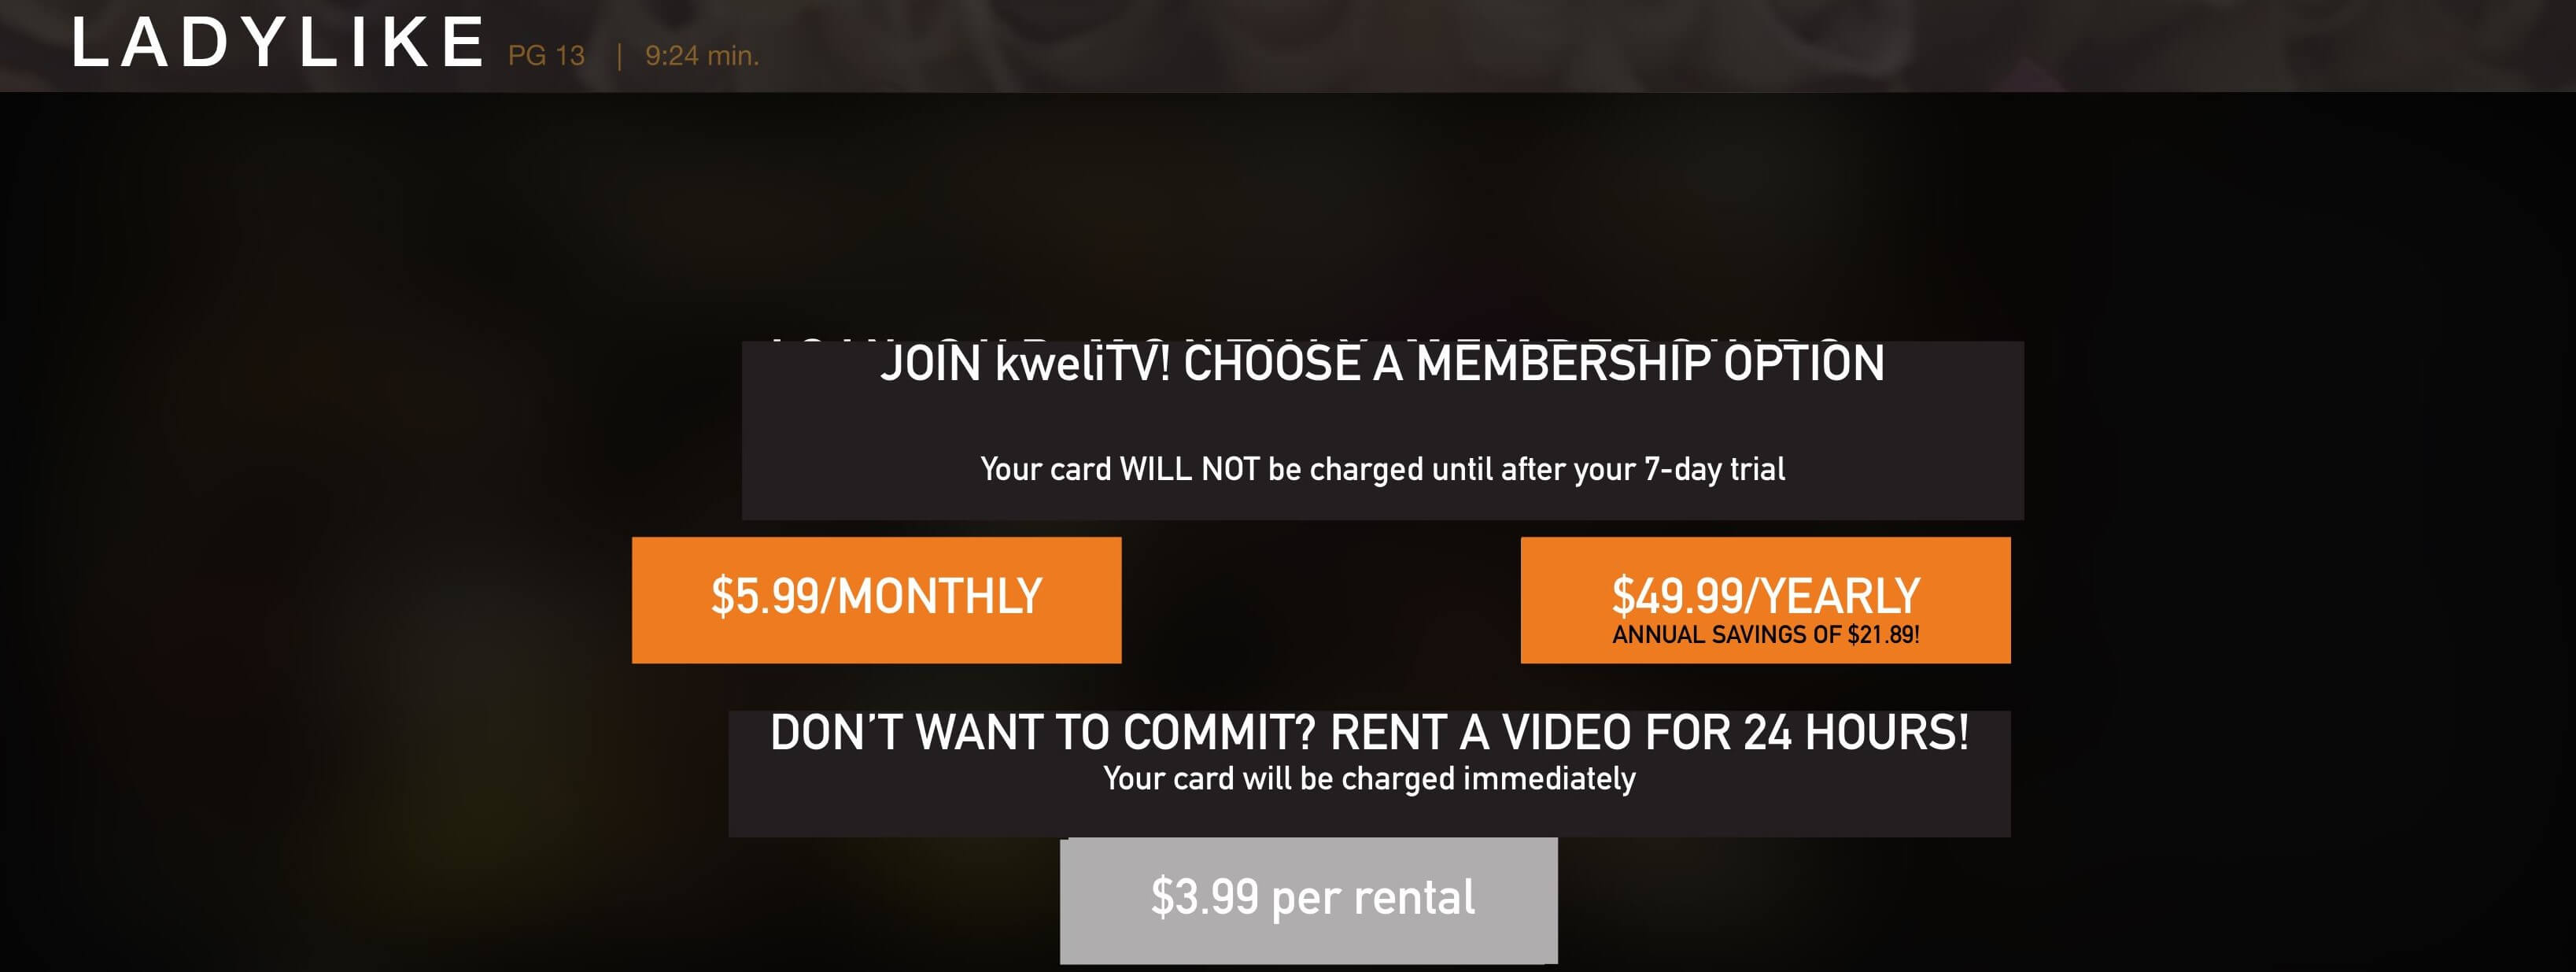 LADYLIKE PG 13 | 9:24 min.
JOIN kweliTV! CHOOSE A MEMBERSHIP OPTION
Your card WILL NOT be charged until after your 7-day trial
$5.99/MONTHLY
$49.99/YEARLY
ANNUAL SAVINGS OF $21.89!
DON'T WANT TO COMMIT? RENT A VIDEO FOR 24 HOURS!
Your card will be charged immediately
$3.99 per rental